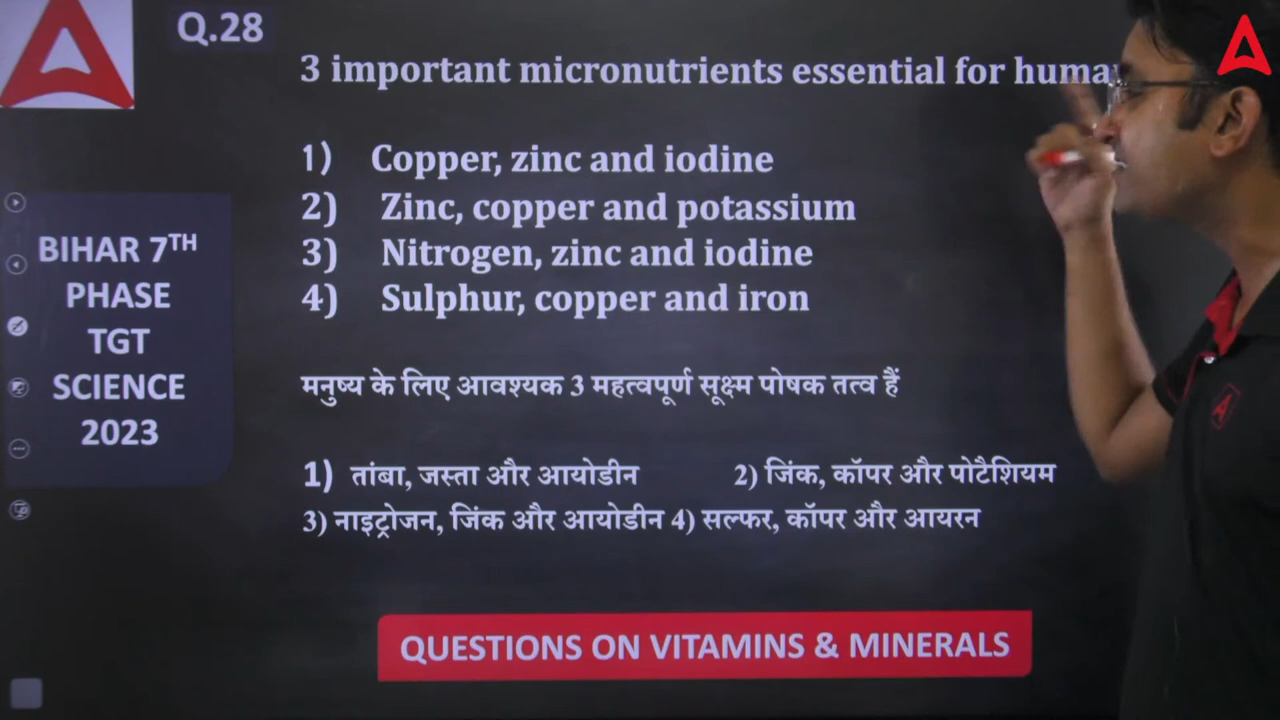 Q.28
3 important micronutrients essential for
1) Copper, zinc and iodine
2) Zinc, copper and potassium
3) Nitrogen, zinc and iodine
4) Sulphur, copper and iron
BIHAR 7TH
PHASE
TGT
SCIENCE
2023
मनुष्य के लिए आवश्यक 3 महत्वपूर्ण सूक्ष्म पोषक तत्व हैं
1) तांबा, जस्ता और आयोडीन 2) जिंक, कॉपर और पोटैशियम
3) नाइट्रोजन, जिंक और आयोडीन 4) सल्फर, कॉपर और आयरन
QUESTIONS ON VITAMINS & MINERALS